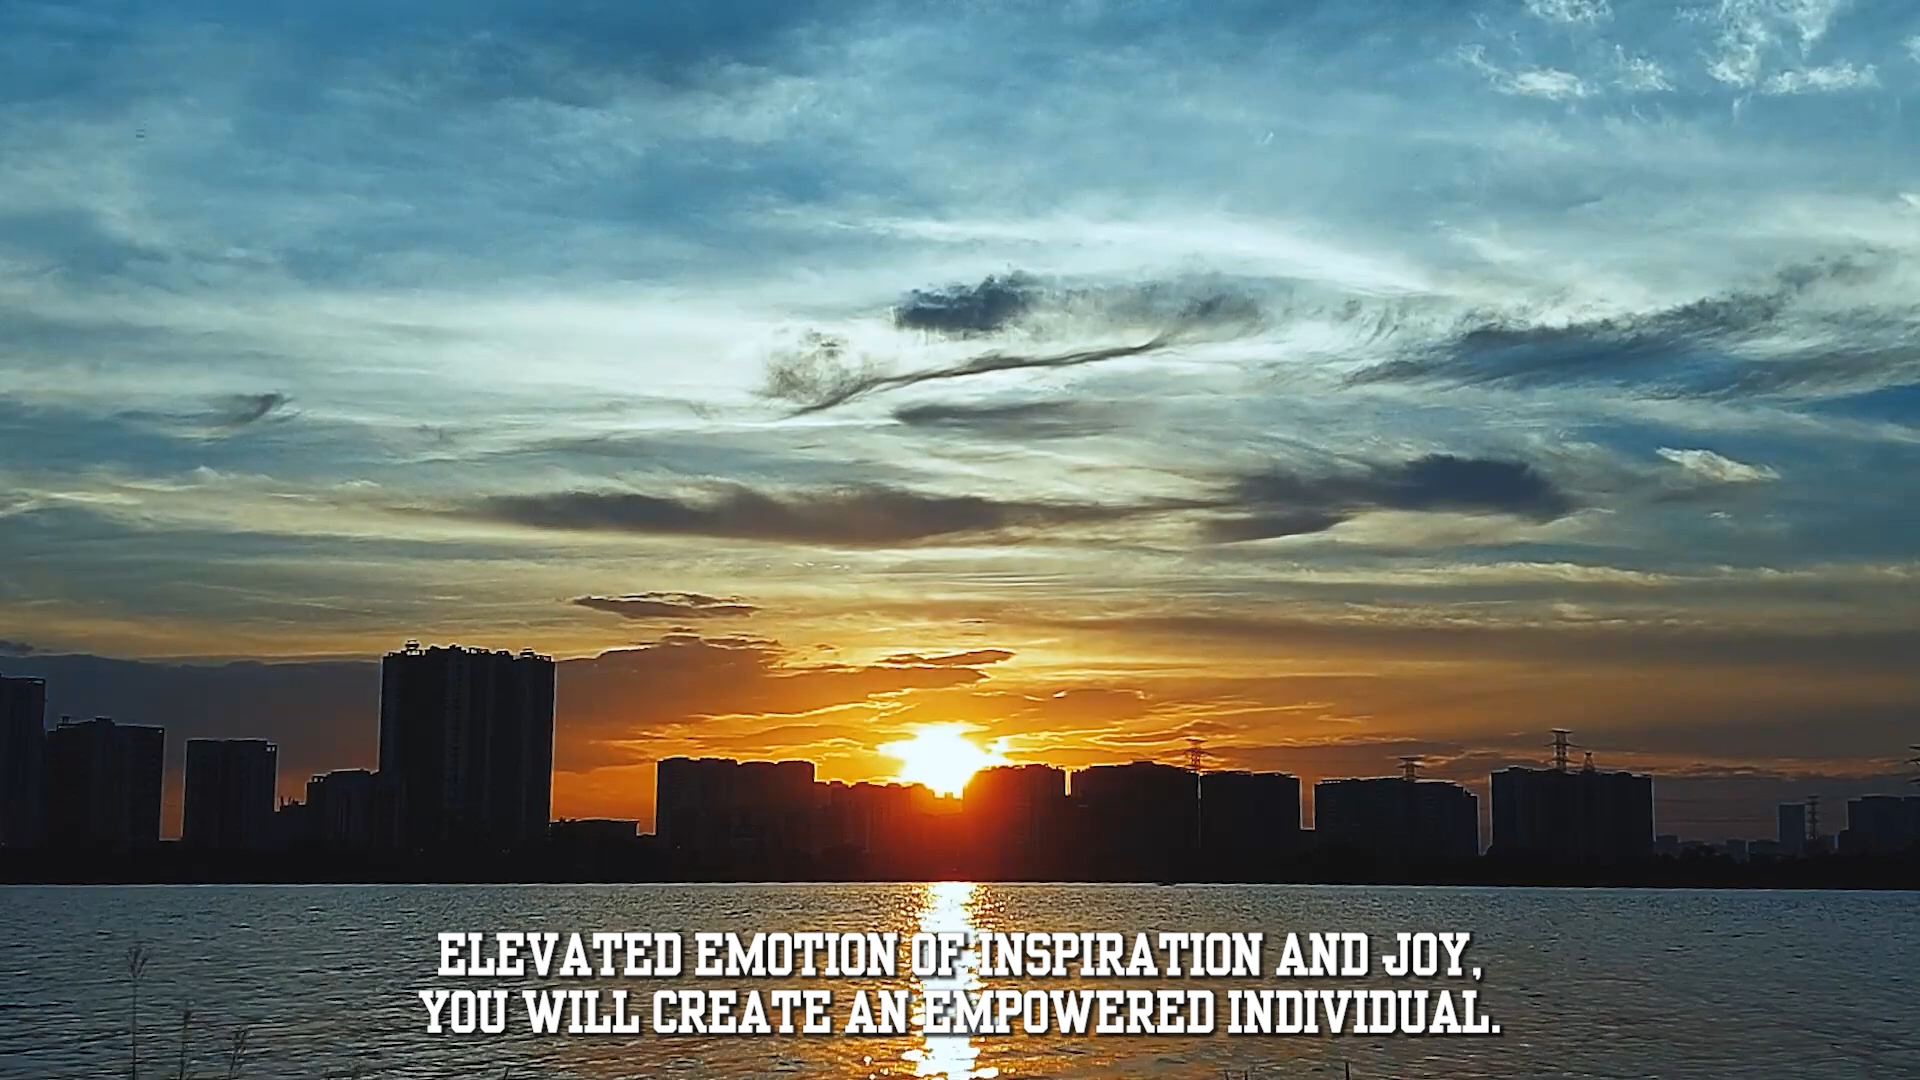 ELEVATED EMOTION OF INSPIRATION AND JOY,
YOU WILL CREATE AN EMPOWERED INDIVIDUAL.